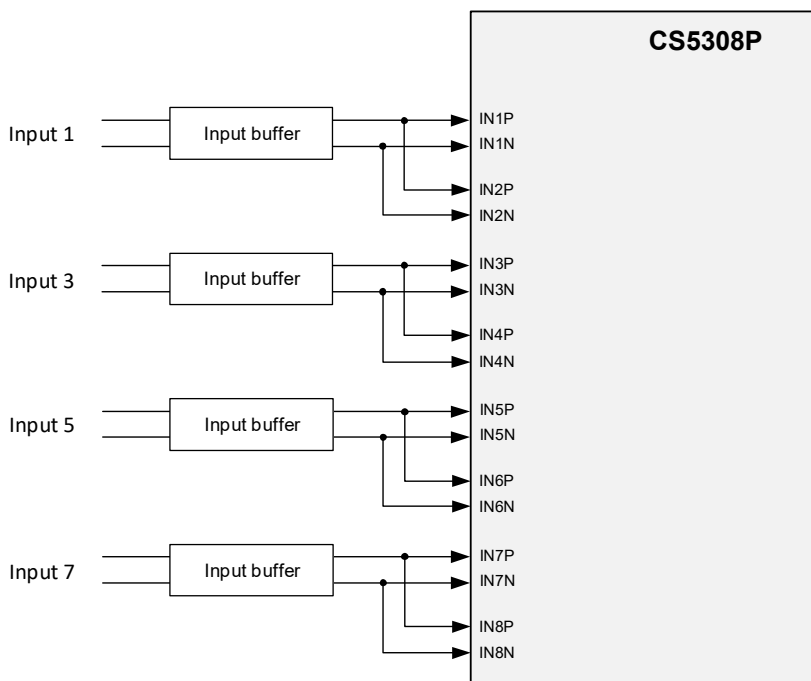 CS5308P
Input 1
Input buffer
IN1P
IN1N
IN2P
IN2N
Input 3
Input buffer
IN3P
IN3N
IN4P
IN4N
Input 5
Input buffer
IN5P
IN5N
IN6P
IN6N
Input 7
Input buffer
IN7P
IN7N
IN8P
IN8N